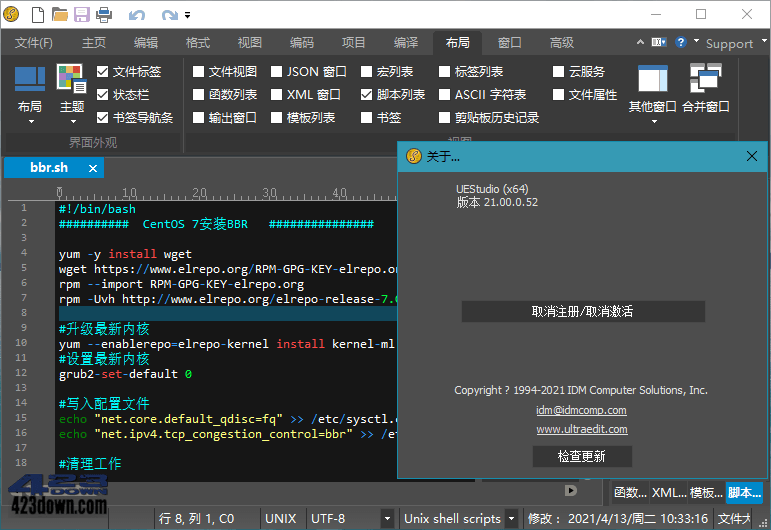 文件(F) 主页 编辑 格式 视图 编码 项目 编译 布局 窗口 高级 Support
布局
主题
文件标签
状态栏
书签导航条
界面外观
文件视图 JSON 窗口 宏列表 标签列表 云服务
函数列表 XML 窗口 脚本列表 ASCII 字符表 文件属性
输出窗口 模板列表 书签 剪贴板历史记录
其他窗口 合并窗口
视图
bbr.sh
0 10 20 30 40
1 #!/bin/bash
2 ########## CentOS 7安装BBR ###############
3
4 yum -y install wget
5 wget https://www.elrepo.org/RPM-GPG-KEY-elrepo.or
6 rpm --import RPM-GPG-KEY-elrepo.org
7 rpm -Uvh http://www.elrepo.org/elrepo-release-7.0
8
9 #升级最新内核
10 yum --enablerepo=elrepo-kernel install kernel-ml
11 #设置最新内核
12 grub2-set-default 0
13
14 #写入配置文件
15 echo "net.core.default_qdisc=fq" >> /etc/sysctl.c
16 echo "net.ipv4.tcp_congestion_control=bbr" >> /et
17
18 #清理工作
关于...
UEStudio (x64)
版本 21.00.0.52
取消注册/取消激活
Copyright ? 1994-2021 IDM Computer Solutions, Inc.
idm@idmcomp.com
www.ultraedit.com
检查更新
函数... XML... 模板... 脚本...
423DOWN
423down.com
行 8, 列 1, C0 UNIX UTF-8 Unix shell scripts 修改： 2021/4/13/周二 10:33:16 文件大